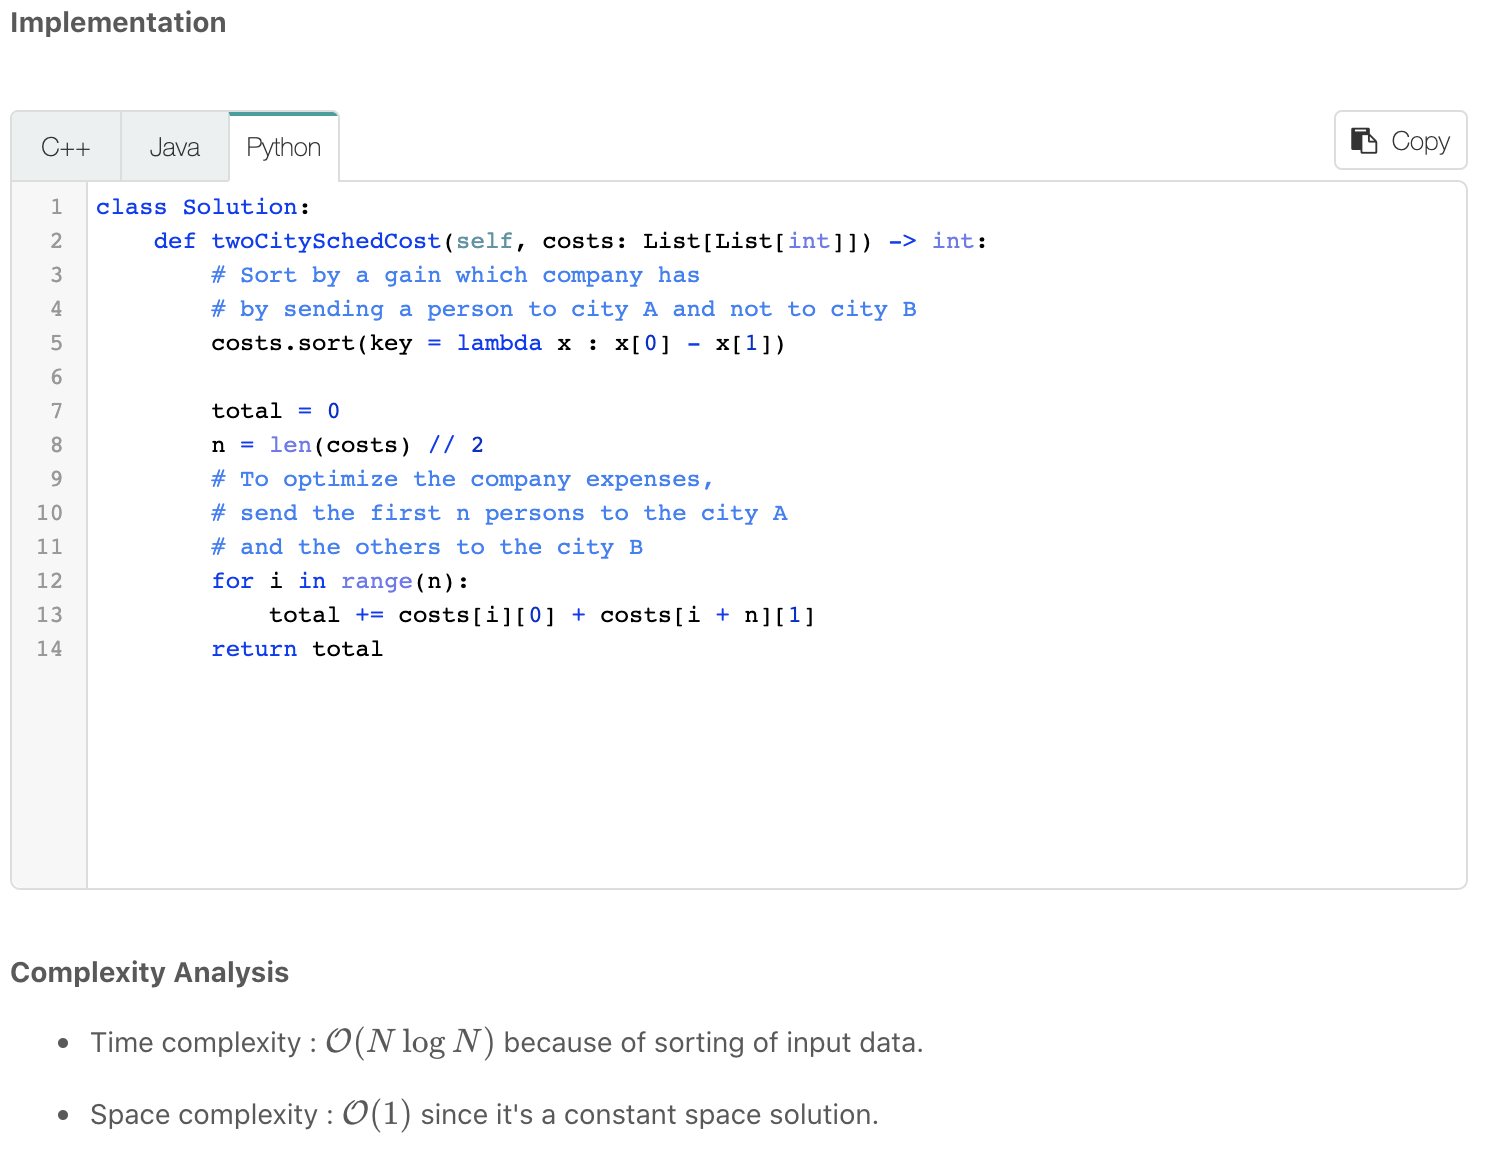 Implementation
C++ Java Python Copy
1 class Solution:
2     def twoCitySchedCost(self, costs: List[List[int]]) -> int:
3         # Sort by a gain which company has
4         # by sending a person to city A and not to city B
5         costs.sort(key = lambda x : x[0] - x[1])
6
7         total = 0
8         n = len(costs) // 2
9         # To optimize the company expenses,
10         # send the first n persons to the city A
11         # and the others to the city B
12         for i in range(n):
13             total += costs[i][0] + costs[i + n][1]
14         return total
Complexity Analysis
• Time complexity : O(N log N) because of sorting of input data.
• Space complexity : O(1) since it's a constant space solution.